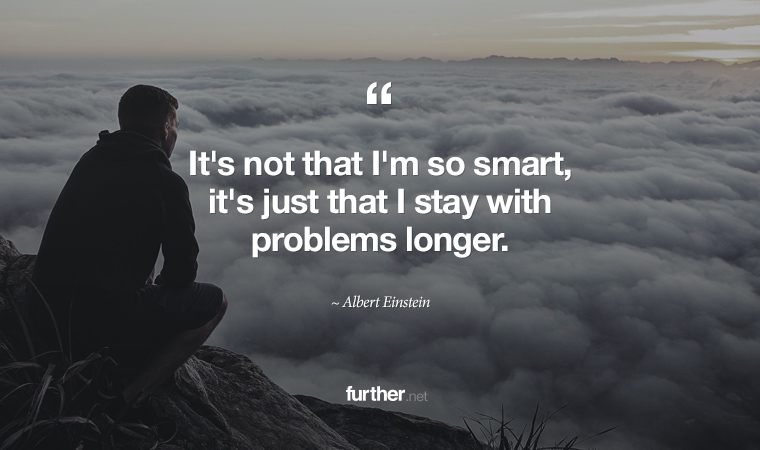 “
It's not that I'm so smart,
it's just that I stay with
problems longer.
~ Albert Einstein
further.net